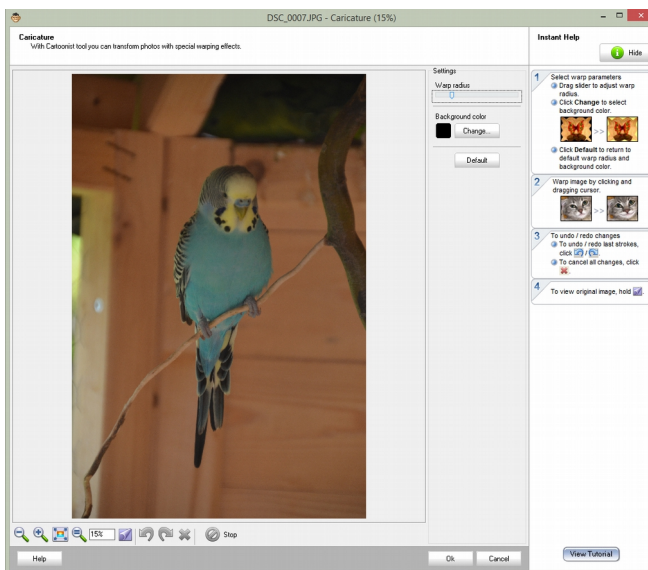 DSC_0007.JPG - Caricature (15%)
Caricature
With Cartoonist tool you can transform photos with special warping effects.
Instant Help
Hide
Settings
Warp radius
Background color
Change...
Default
1 Select warp parameters
Drag slider to adjust warp
radius.
Click Change to select
background color.
>>
Click Default to return to
default warp radius and
background color.
2 Warp image by clicking and
dragging cursor.
>>
3 To undo / redo changes
To undo / redo last strokes,
click / .
To cancel all changes, click
.
4 To view original image, hold .
15%
Stop
Help
Ok
Cancel
View Tutorial